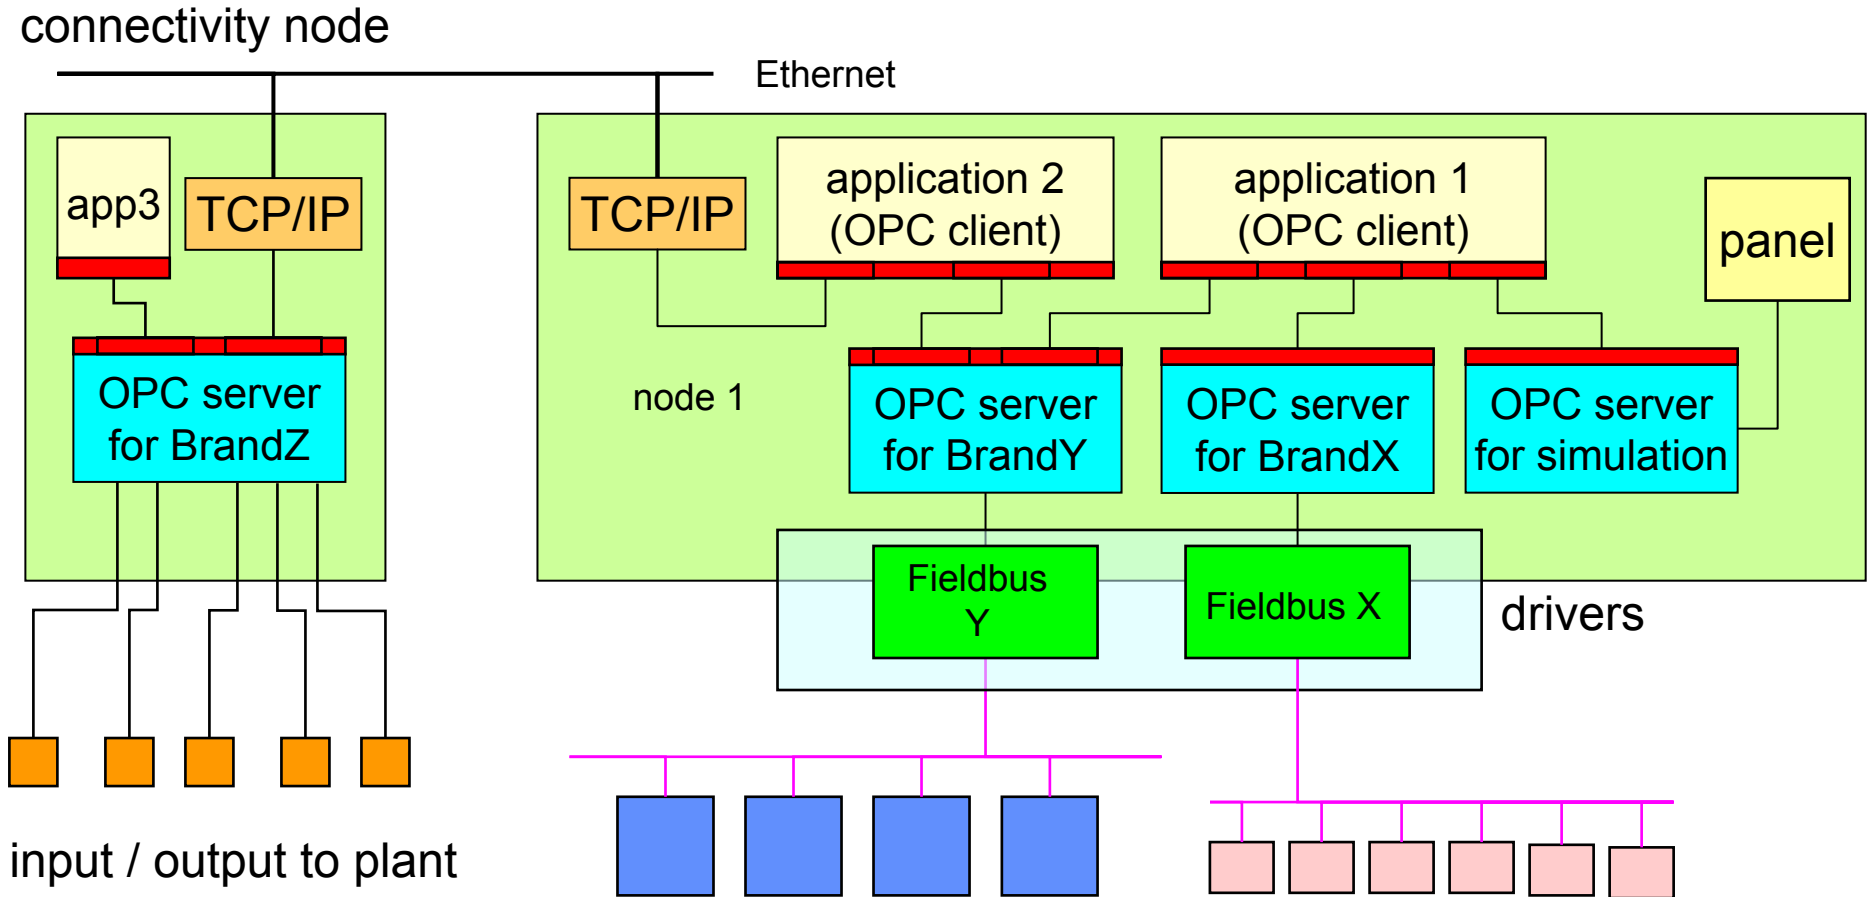 connectivity node
Ethernet
app3
TCP/IP
TCP/IP
application 2
(OPC client)
application 1
(OPC client)
panel
OPC server
for BrandZ
node 1
OPC server
for BrandY
OPC server
for BrandX
OPC server
for simulation
Fieldbus
Y
Fieldbus X
drivers
input / output to plant